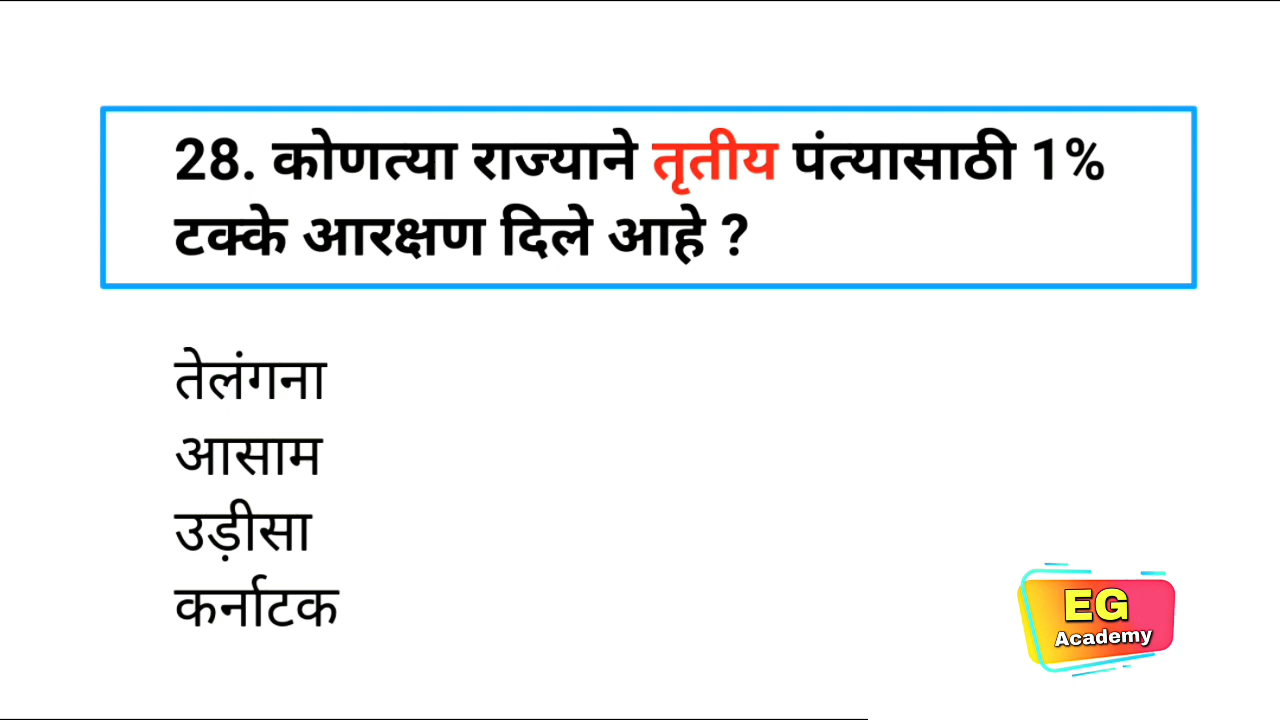 28. कोणत्या राज्याने तृतीय पंत्यासाठी 1%
टक्के आरक्षण दिले आहे ?
तेलंगना
आसाम
उड़ीसा
कर्नाटक
EG
Academy